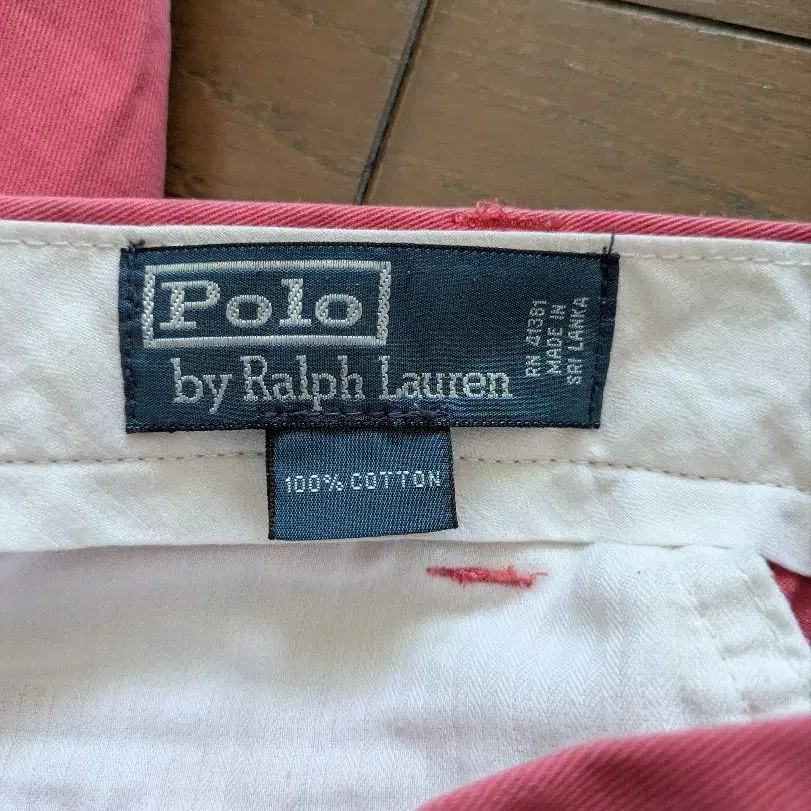 Polo
by Ralph Lauren
RN 41381
MADE IN
SRI LANKA
100% COTTON